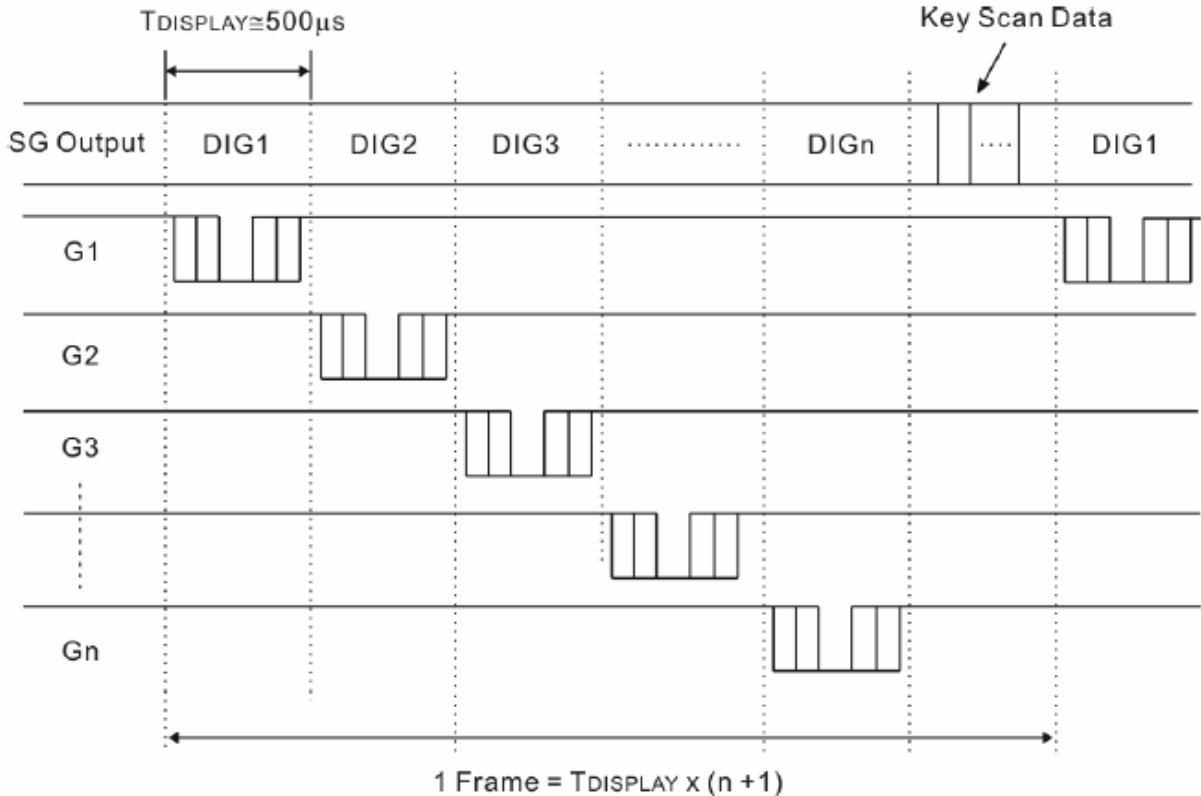 TDISPLAY≅500µs
Key Scan Data
SG Output DIG1 DIG2 DIG3 ............. DIGn .... DIG1
G1
G2
G3
Gn
1 Frame = TDISPLAY x (n +1)